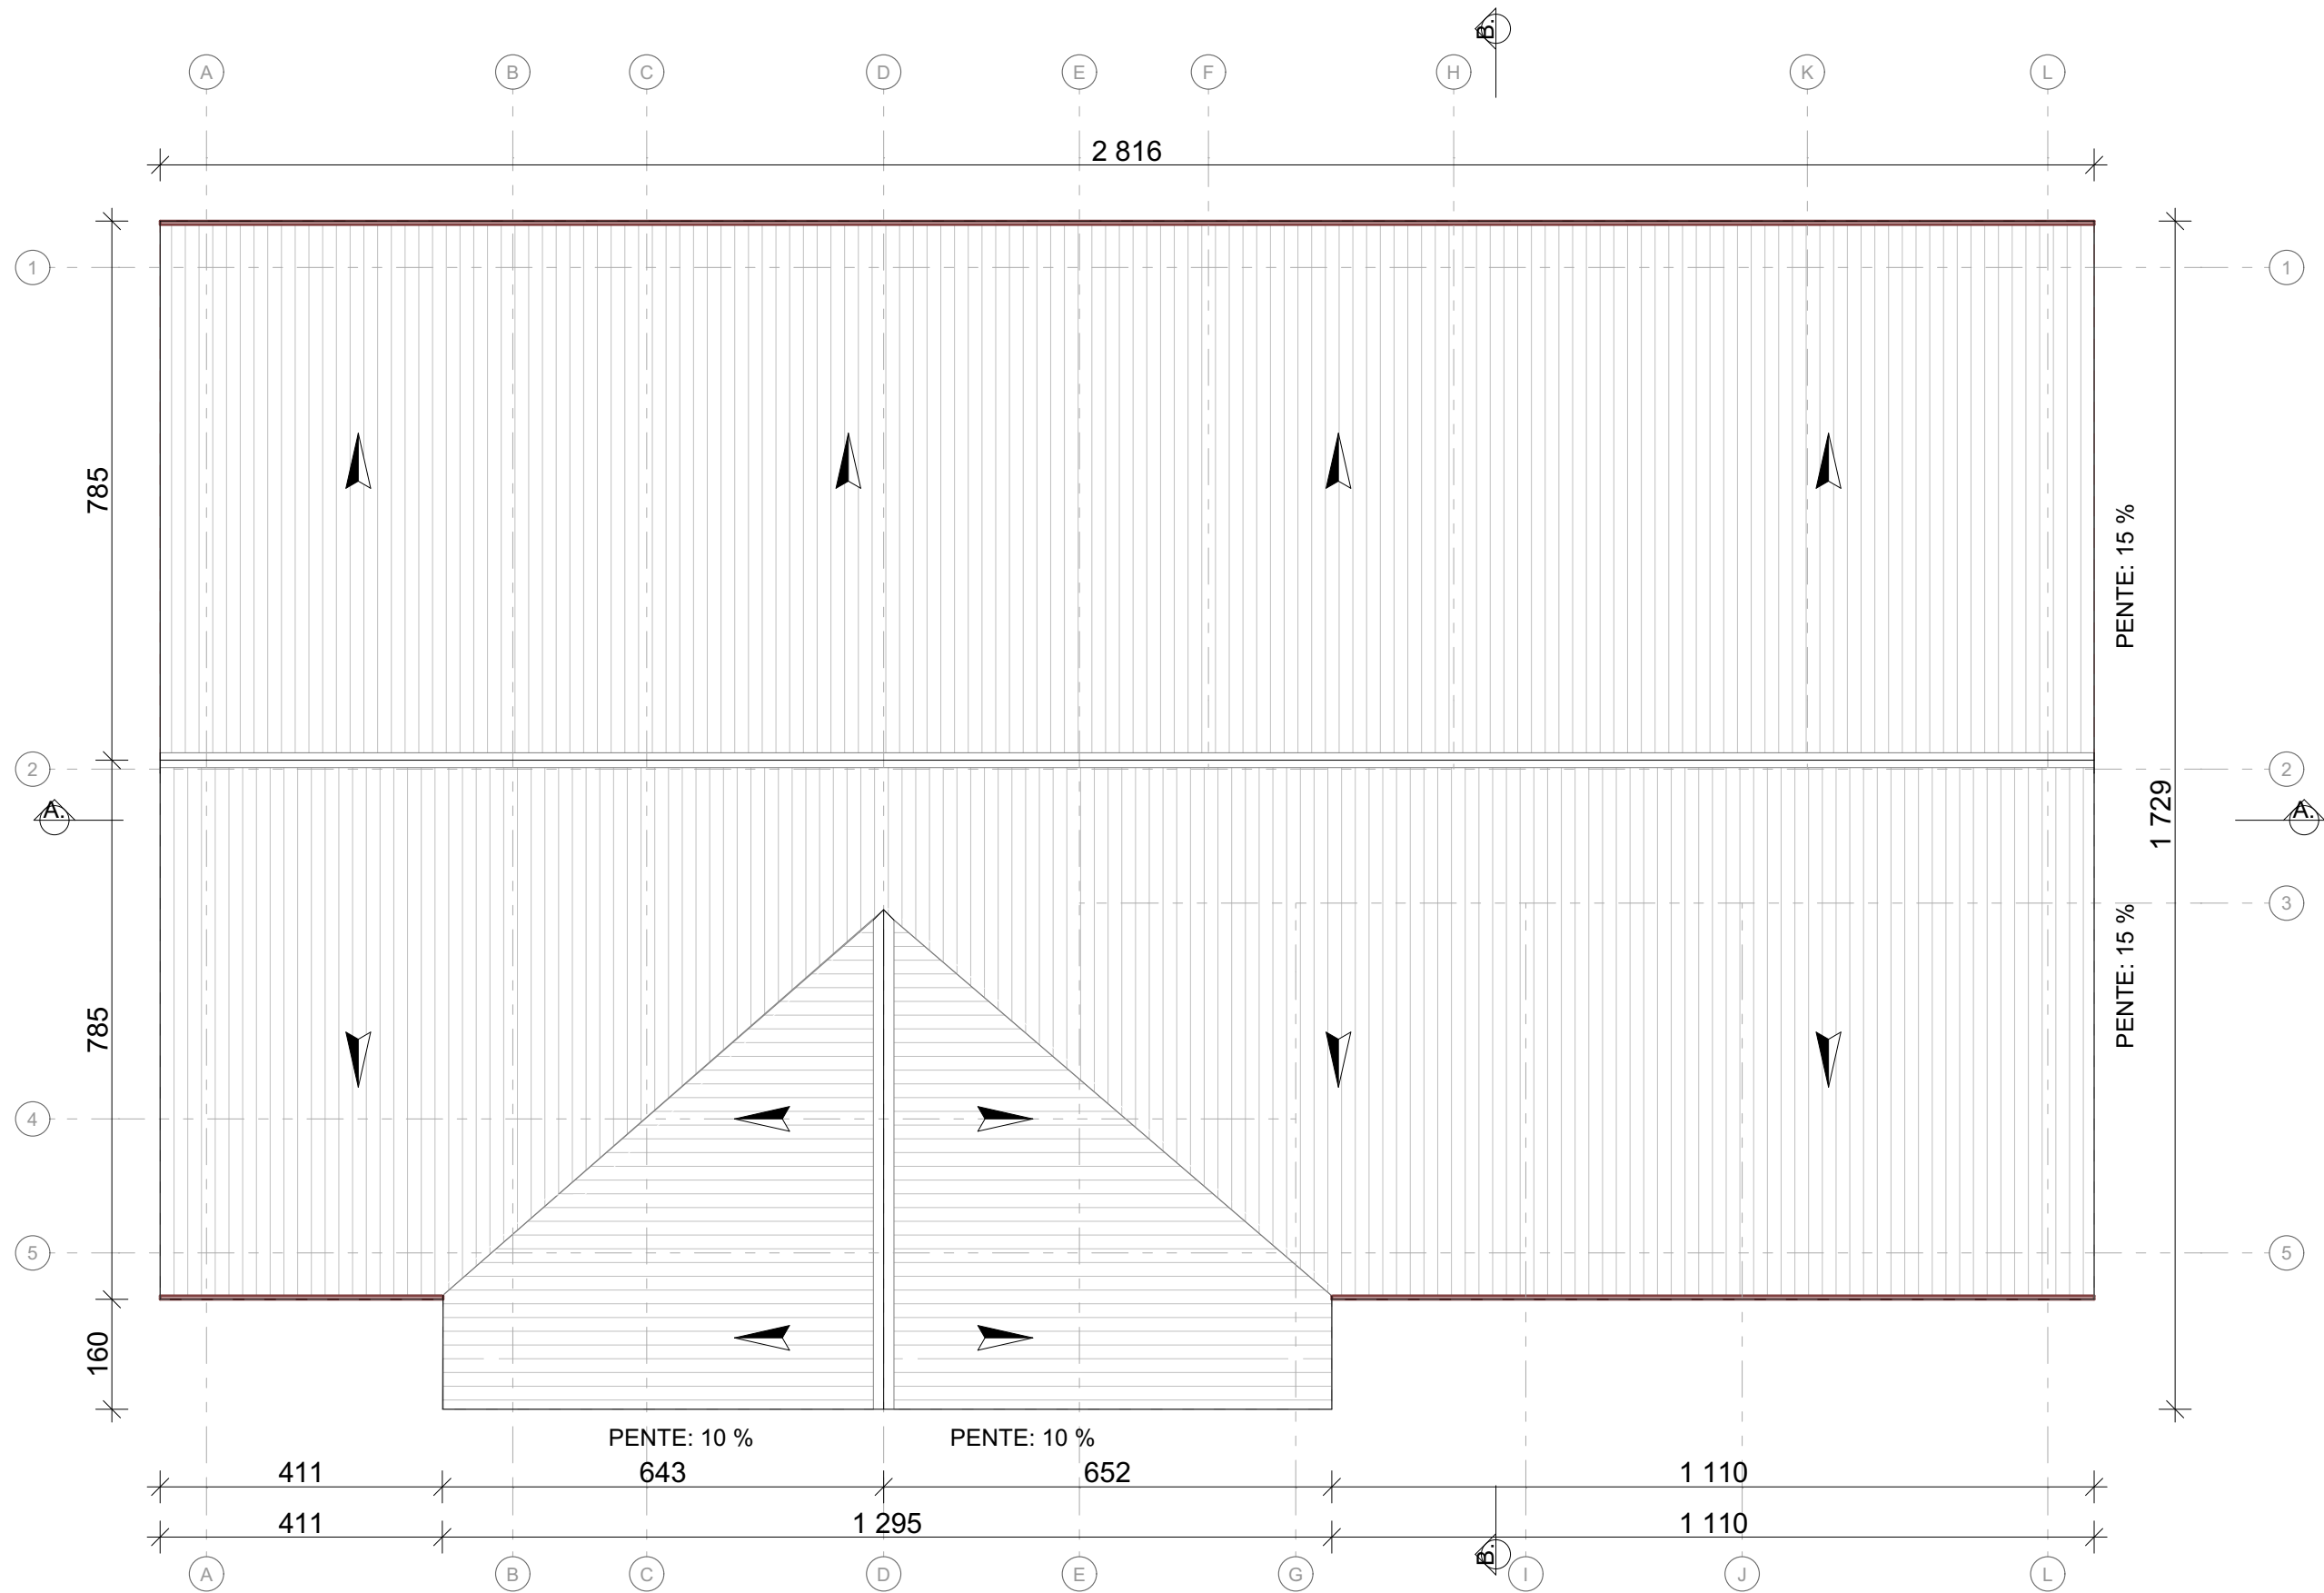 B.
A B C D E F H K L
2 816
1 1
785
PENTE: 15 %
2 2
A. A.
1 729
3
PENTE: 15 %
785
4
5 5
160
PENTE: 10 % PENTE: 10 %
411 643 652 1 110
411 1 295 1 110
B.
A B C D E G I J L